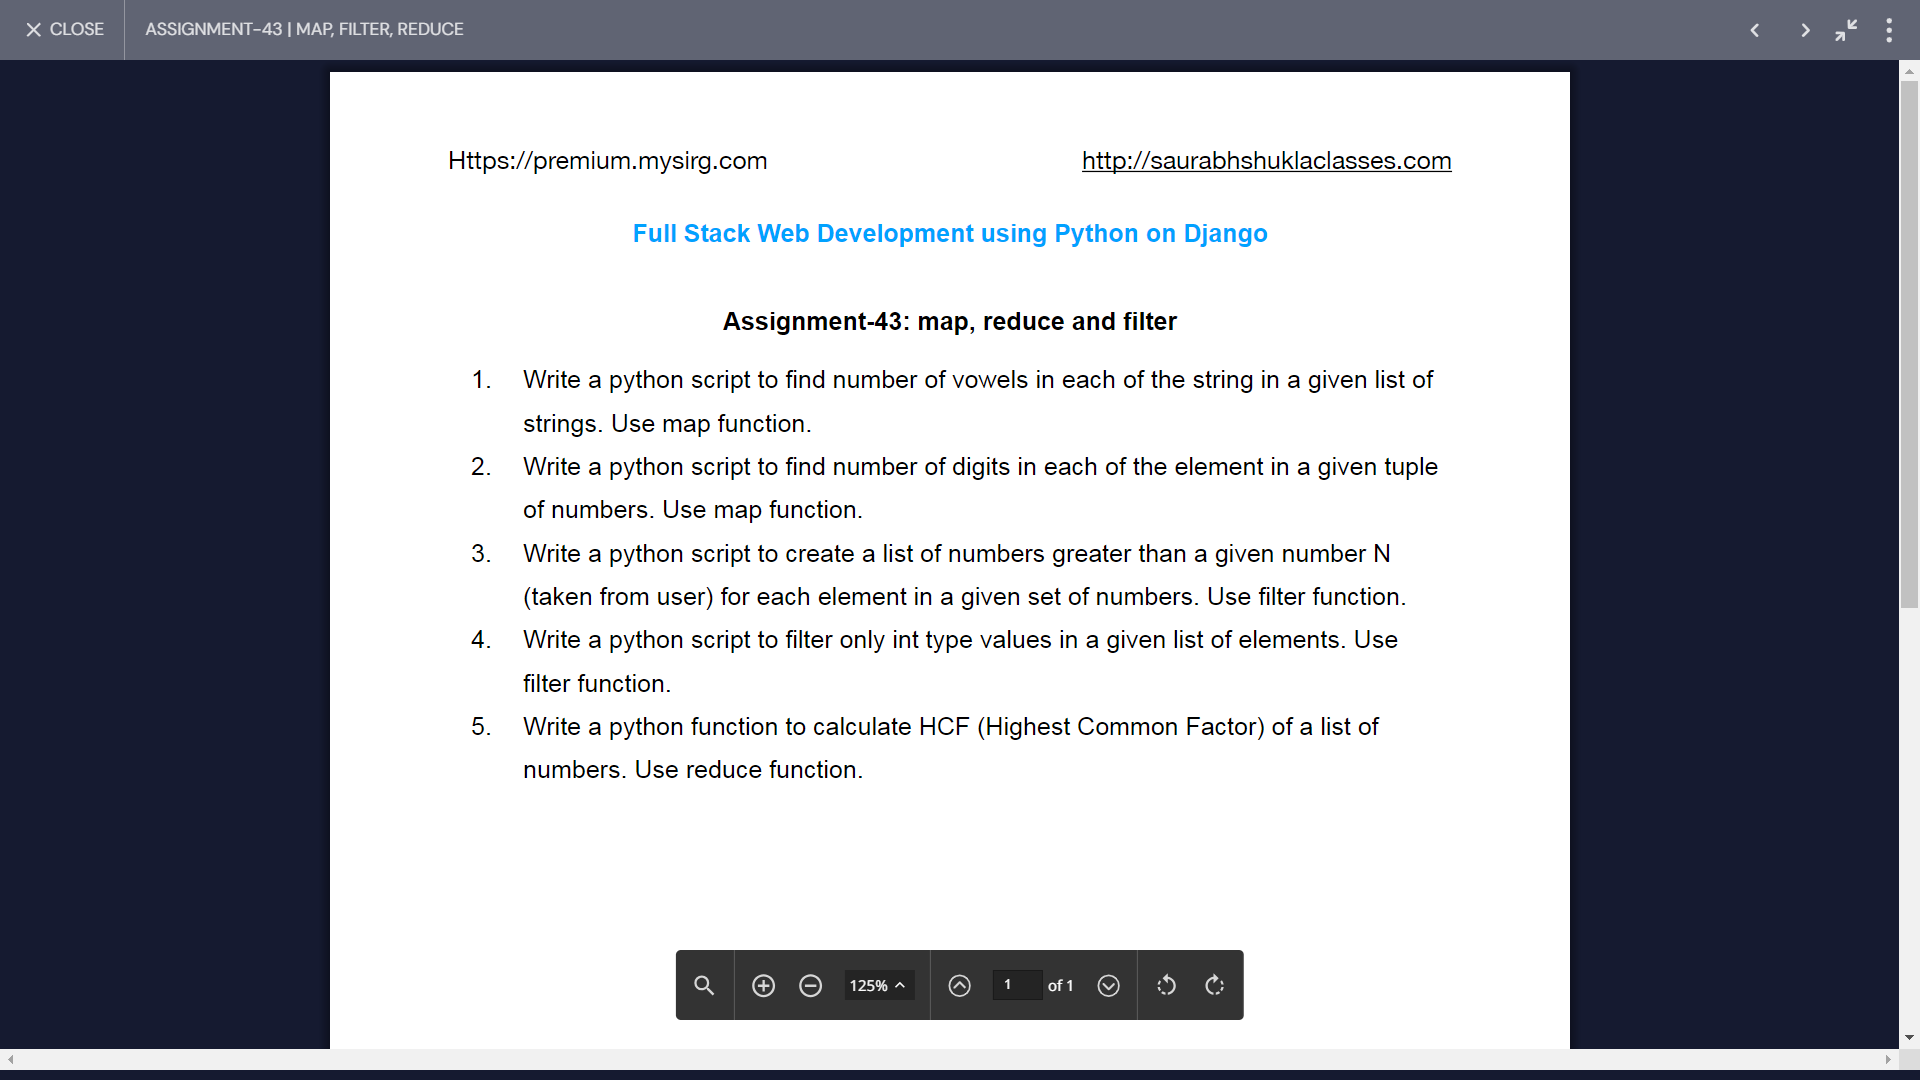 CLOSE
ASSIGNMENT-43 | MAP, FILTER, REDUCE
Https://premium.mysirg.com
http://saurabhshuklaclasses.com
Full Stack Web Development using Python on Django
Assignment-43: map, reduce and filter
1. Write a python script to find number of vowels in each of the string in a given list of
strings. Use map function.
2. Write a python script to find number of digits in each of the element in a given tuple
of numbers. Use map function.
3. Write a python script to create a list of numbers greater than a given number N
(taken from user) for each element in a given set of numbers. Use filter function.
4. Write a python script to filter only int type values in a given list of elements. Use
filter function.
5. Write a python function to calculate HCF (Highest Common Factor) of a list of
numbers. Use reduce function.
125%
1 of 1